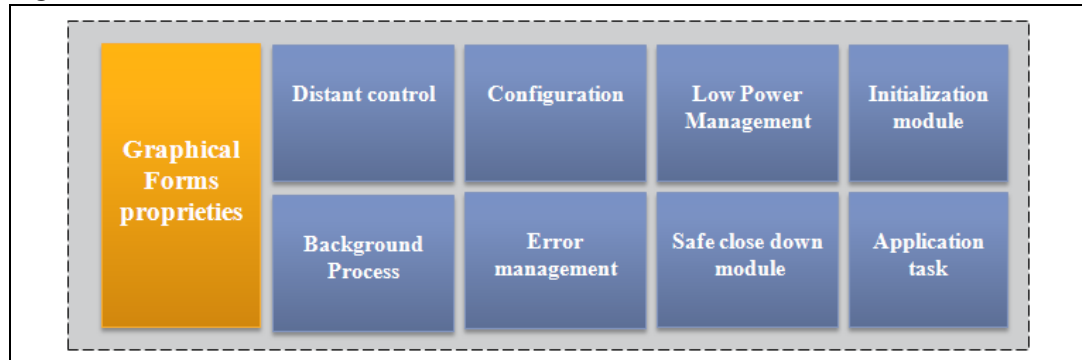 Graphical
Forms
proprieties
Distant control
Configuration
Low Power
Management
Initialization
module
Background
Process
Error
management
Safe close down
module
Application
task